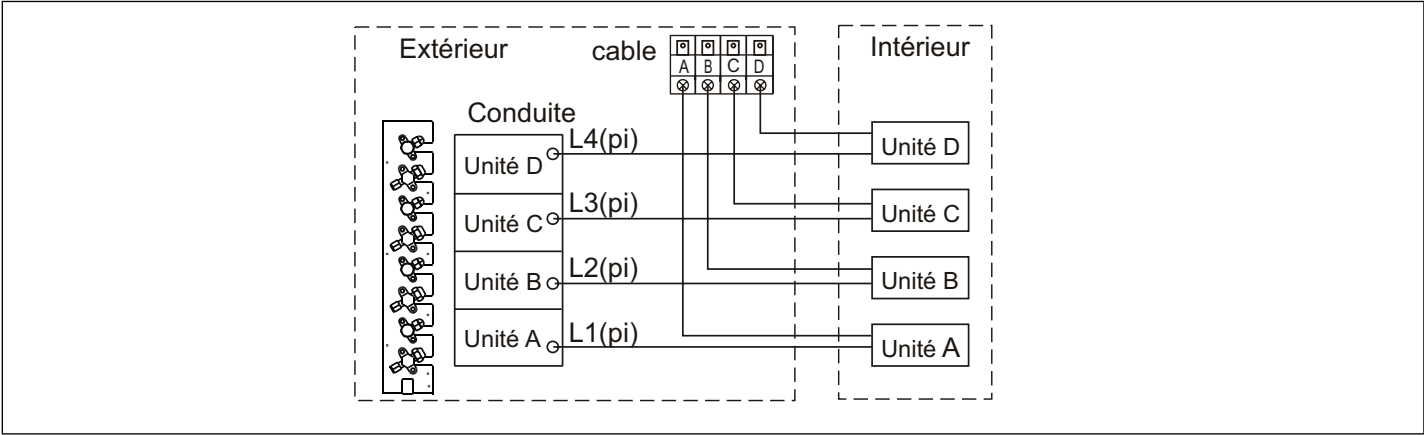 Extérieur
cable
A B C D
Intérieur
Conduite
L4(pi)
Unité D
Unité D
L3(pi)
Unité C
Unité C
L2(pi)
Unité B
Unité B
L1(pi)
Unité A
Unité A